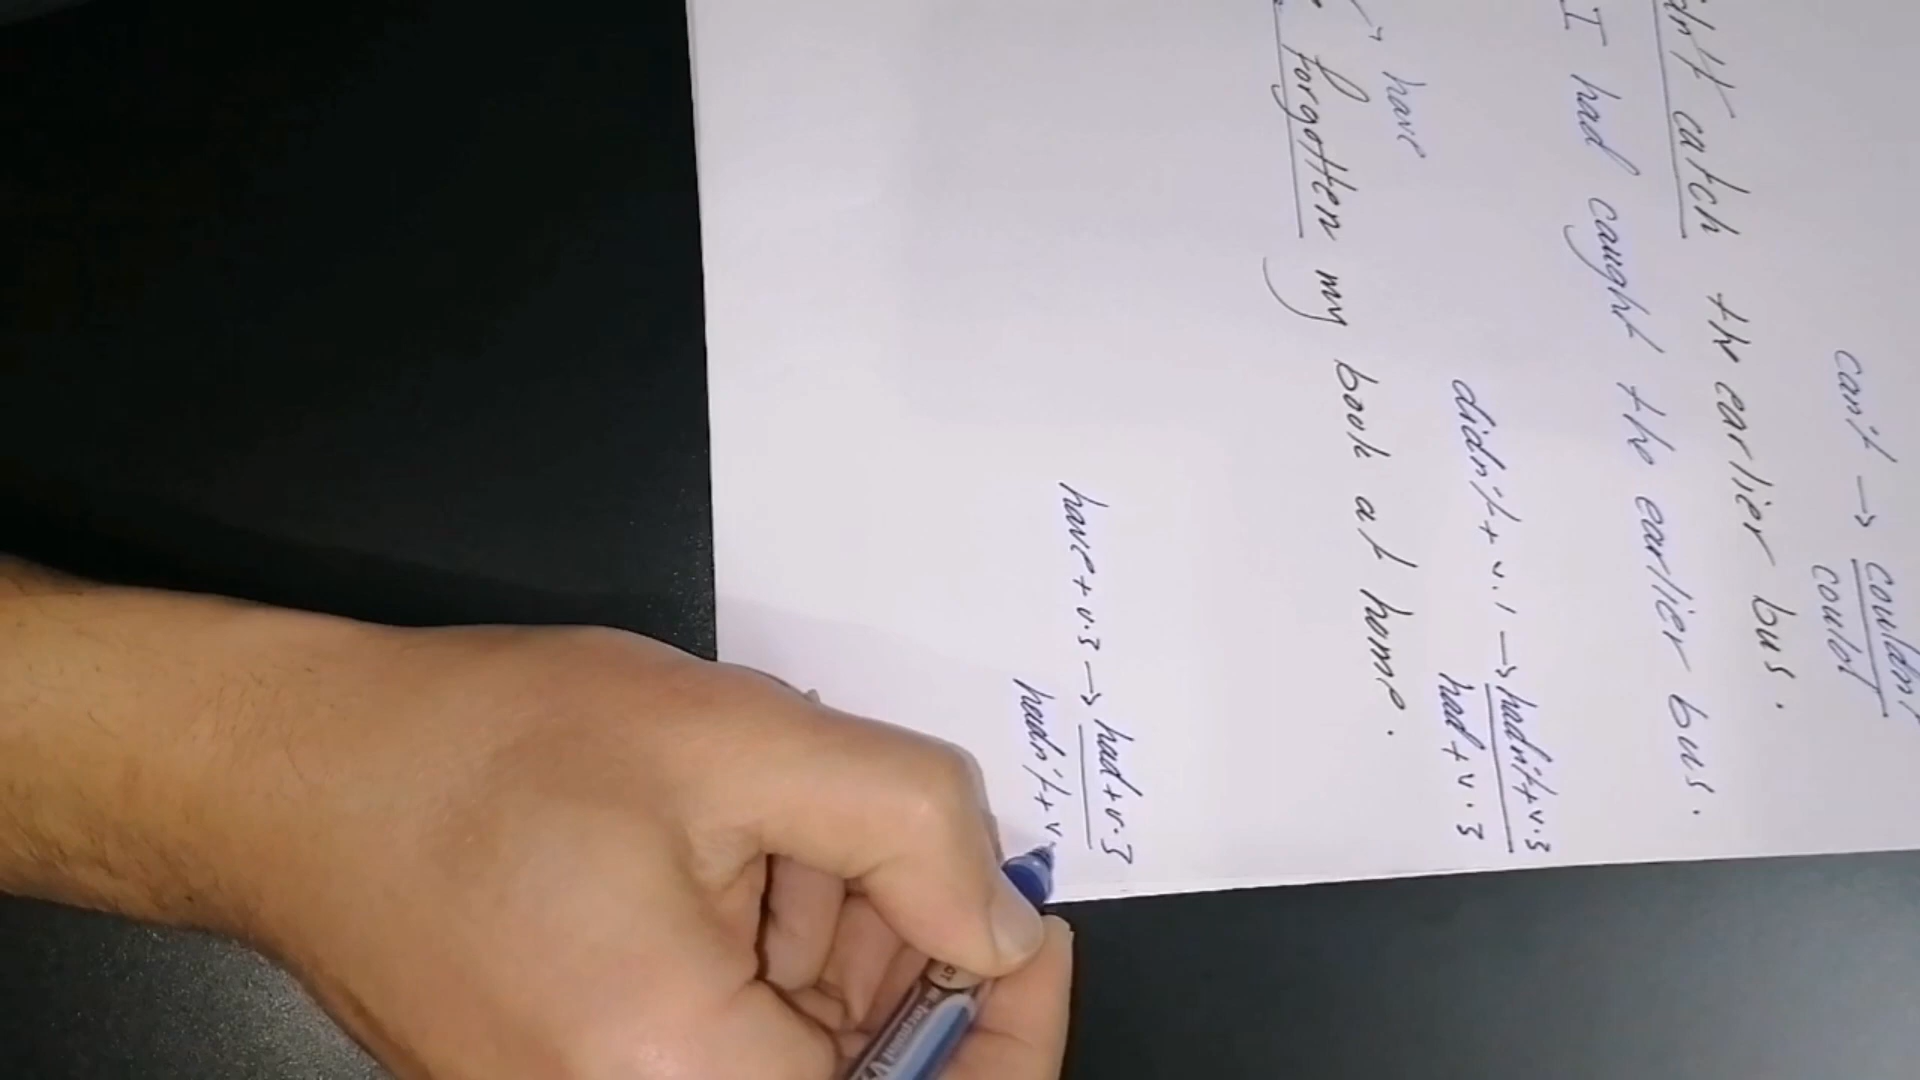 can't → couldn't
could
catch the earlier bus.
I had caught the earlier bus.
didn't + v.1 → hadn't + v.3
had + v.3
have
forgotten my book at home.
have + v.3 → had + v.3
hadn't + v